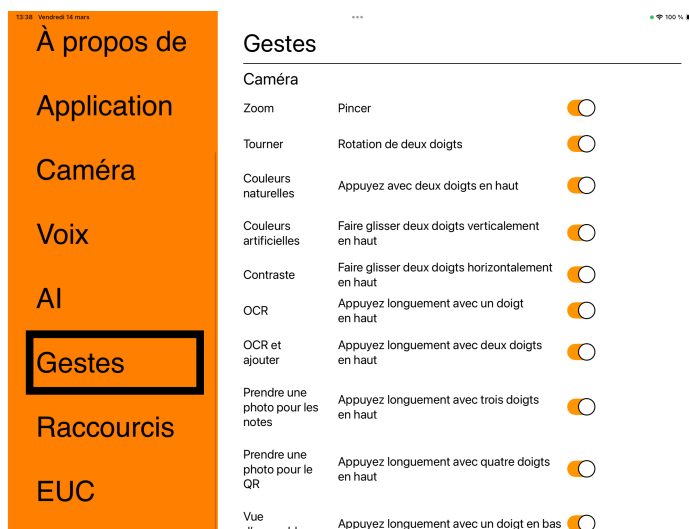 13:38 Vendredi 14 mars
100 %
À propos de
Application
Caméra
Voix
AI
Gestes
Raccourcis
EUC
Gestes
Caméra
Zoom Pincer
Tourner Rotation de deux doigts
Couleurs
naturelles
Appuyez avec deux doigts en haut
Couleurs
artificielles
Faire glisser deux doigts verticalement
en haut
Contraste
Faire glisser deux doigts horizontalement
en haut
OCR
Appuyez longuement avec un doigt
en haut
OCR et
ajouter
Appuyez longuement avec deux doigts
en haut
Prendre une
photo pour les
notes
Appuyez longuement avec trois doigts
en haut
Prendre une
photo pour le
QR
Appuyez longuement avec quatre doigts
en haut
Vue
Appuyez longuement avec un doigt en bas